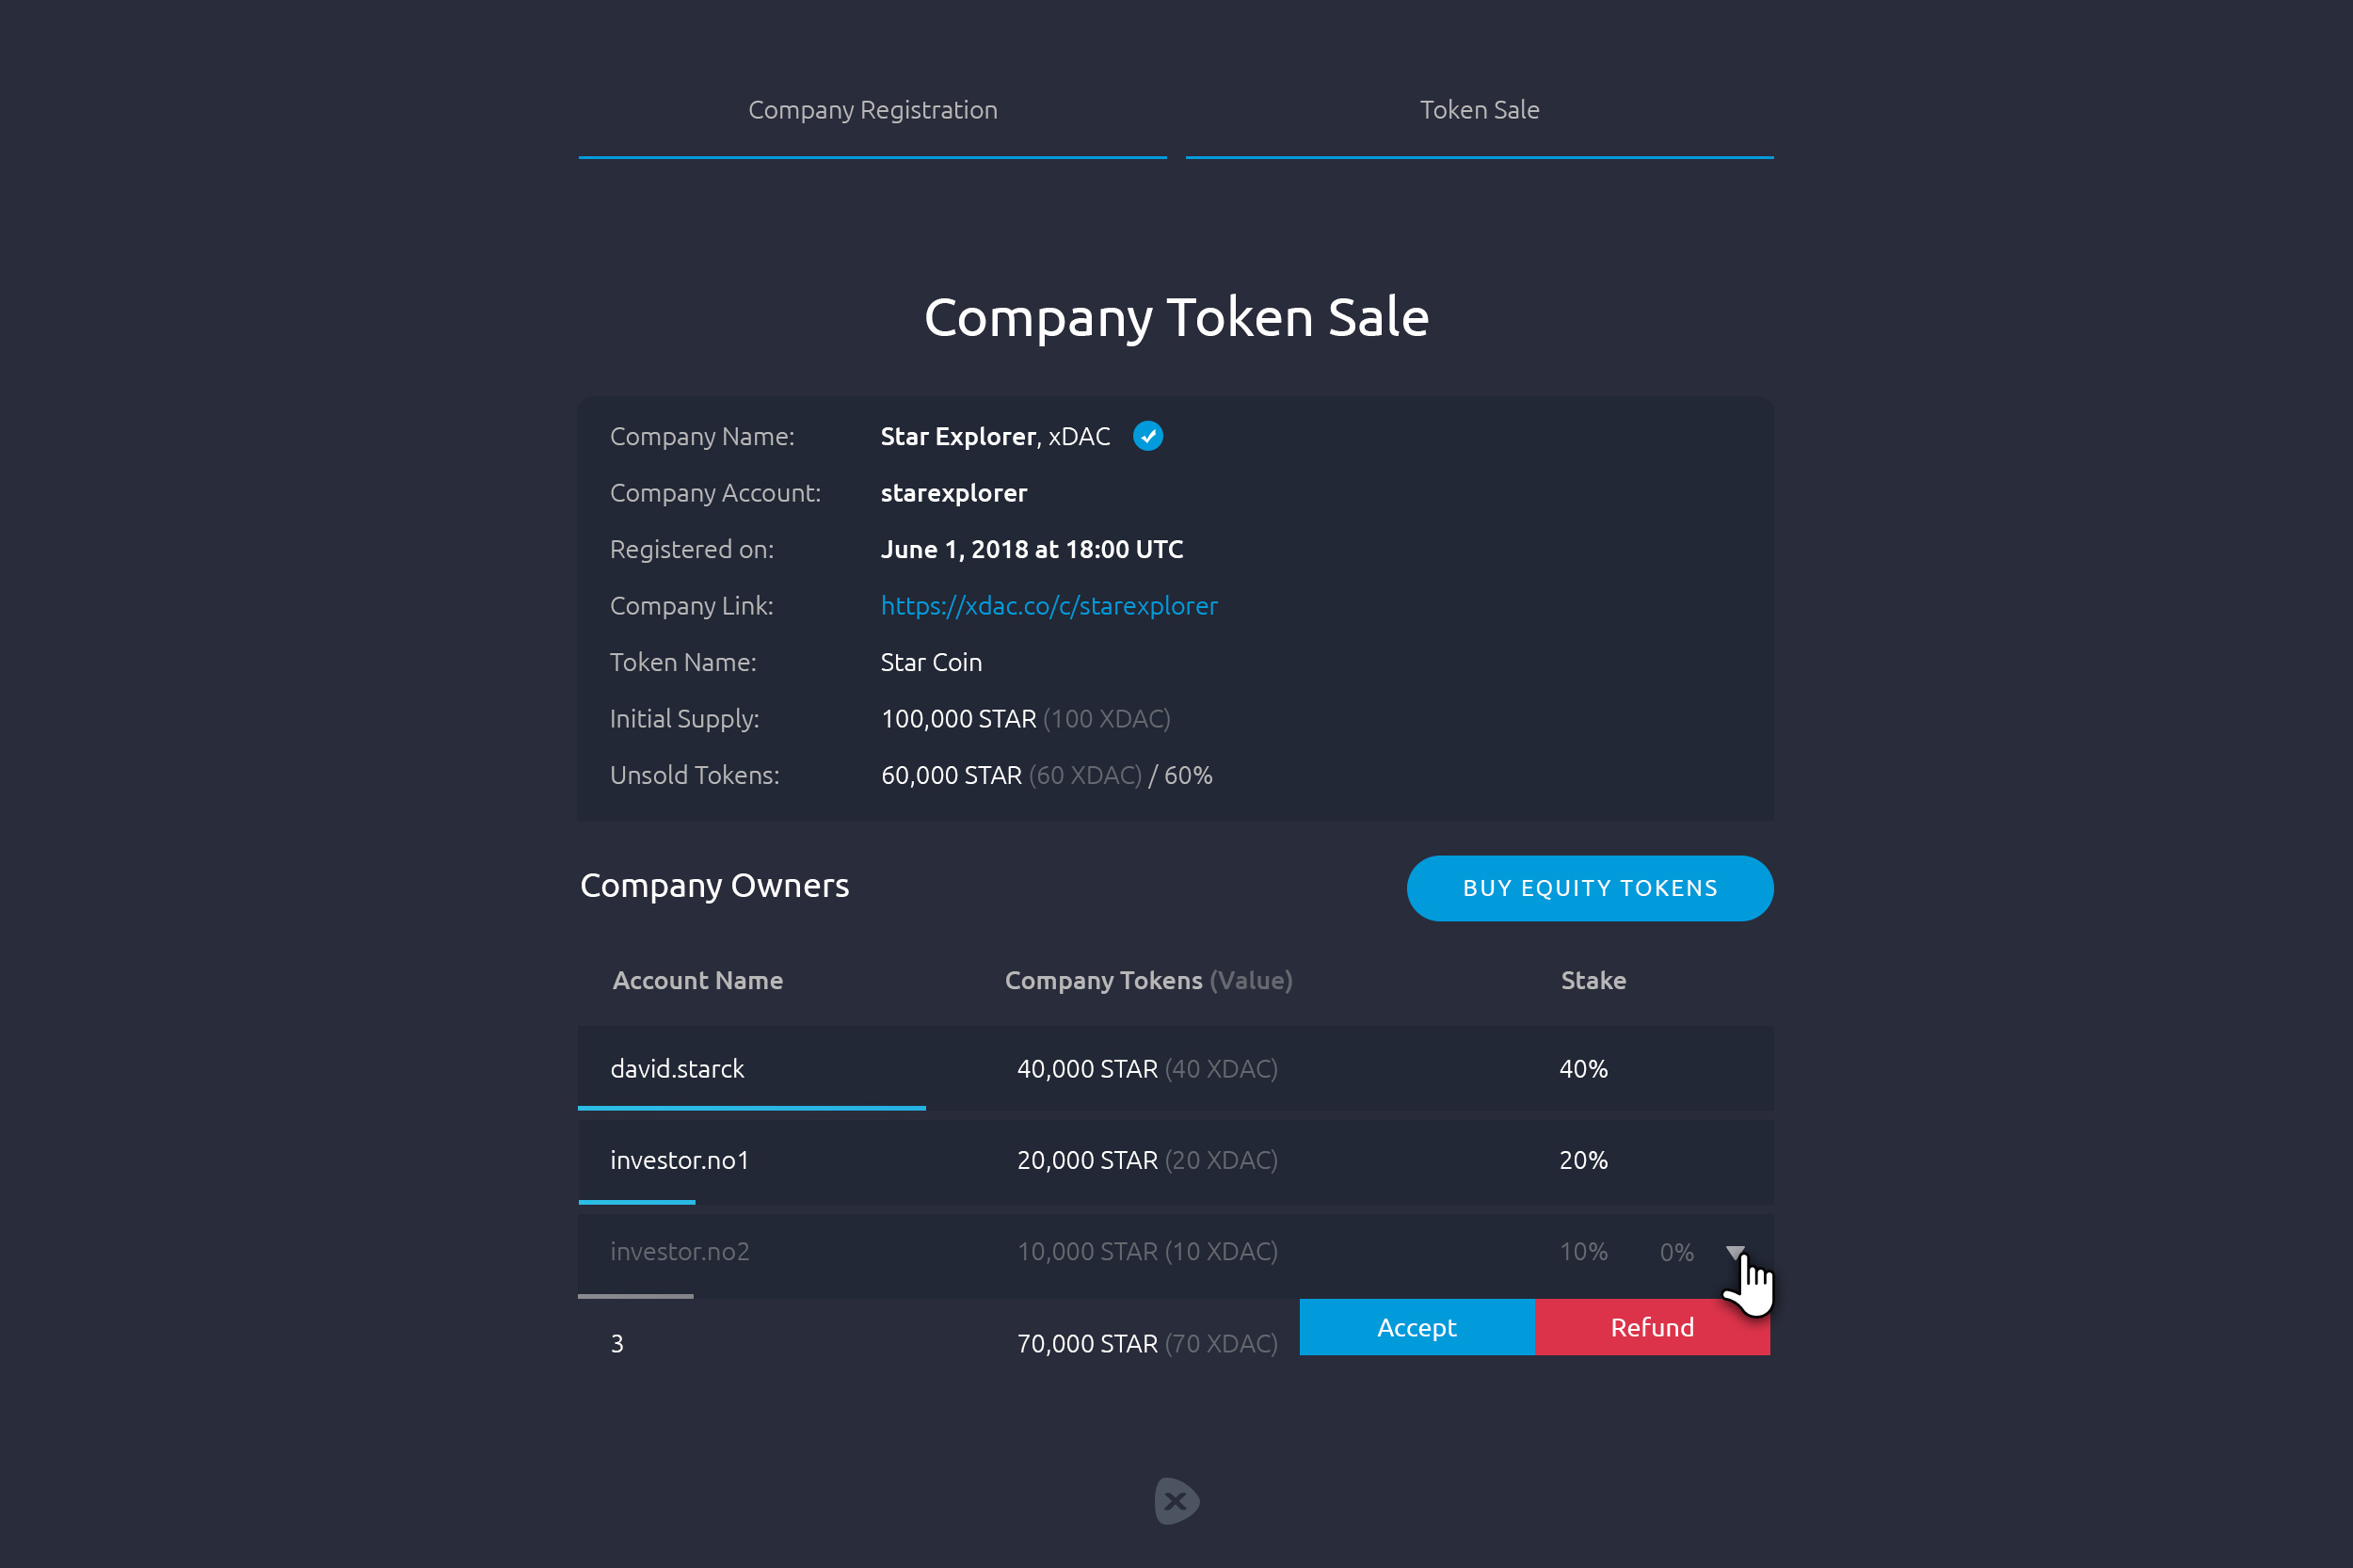 Company Registration
Token Sale
Company Token Sale
Company Name: Star Explorer, xDAC
Company Account: starexplorer
Registered on: June 1, 2018 at 18:00 UTC
Company Link: https://xdac.co/c/starexplorer
Token Name: Star Coin
Initial Supply: 100,000 STAR (100 XDAC)
Unsold Tokens: 60,000 STAR (60 XDAC) / 60%
Company Owners
BUY EQUITY TOKENS
Account Name Company Tokens (Value) Stake
david.starck 40,000 STAR (40 XDAC) 40%
investor.no1 20,000 STAR (20 XDAC) 20%
investor.no2 10,000 STAR (10 XDAC) 10% 0%
Accept Refund
3 70,000 STAR (70 XDAC)
x